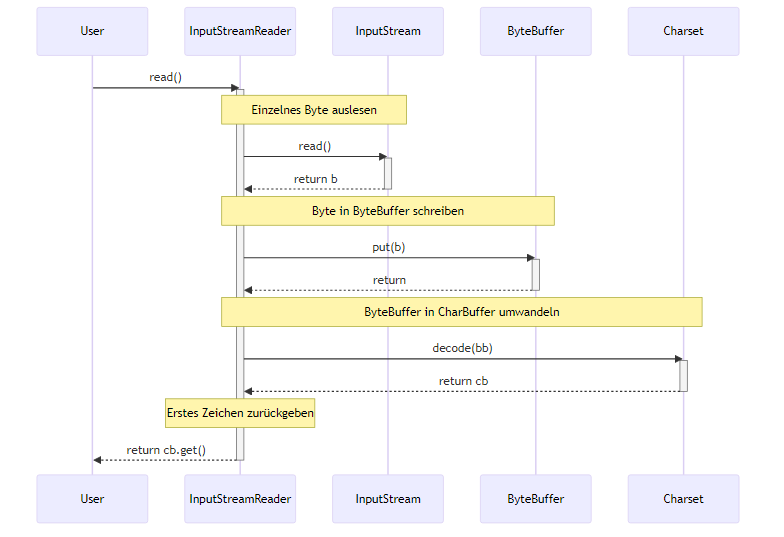 User
InputStreamReader
InputStream
ByteBuffer
Charset
read()
Einzelnes Byte auslesen
read()
return b
Byte in ByteBuffer schreiben
put(b)
return
ByteBuffer in CharBuffer umwandeln
decode(bb)
return cb
Erstes Zeichen zurückgeben
return cb.get()
User
InputStreamReader
InputStream
ByteBuffer
Charset